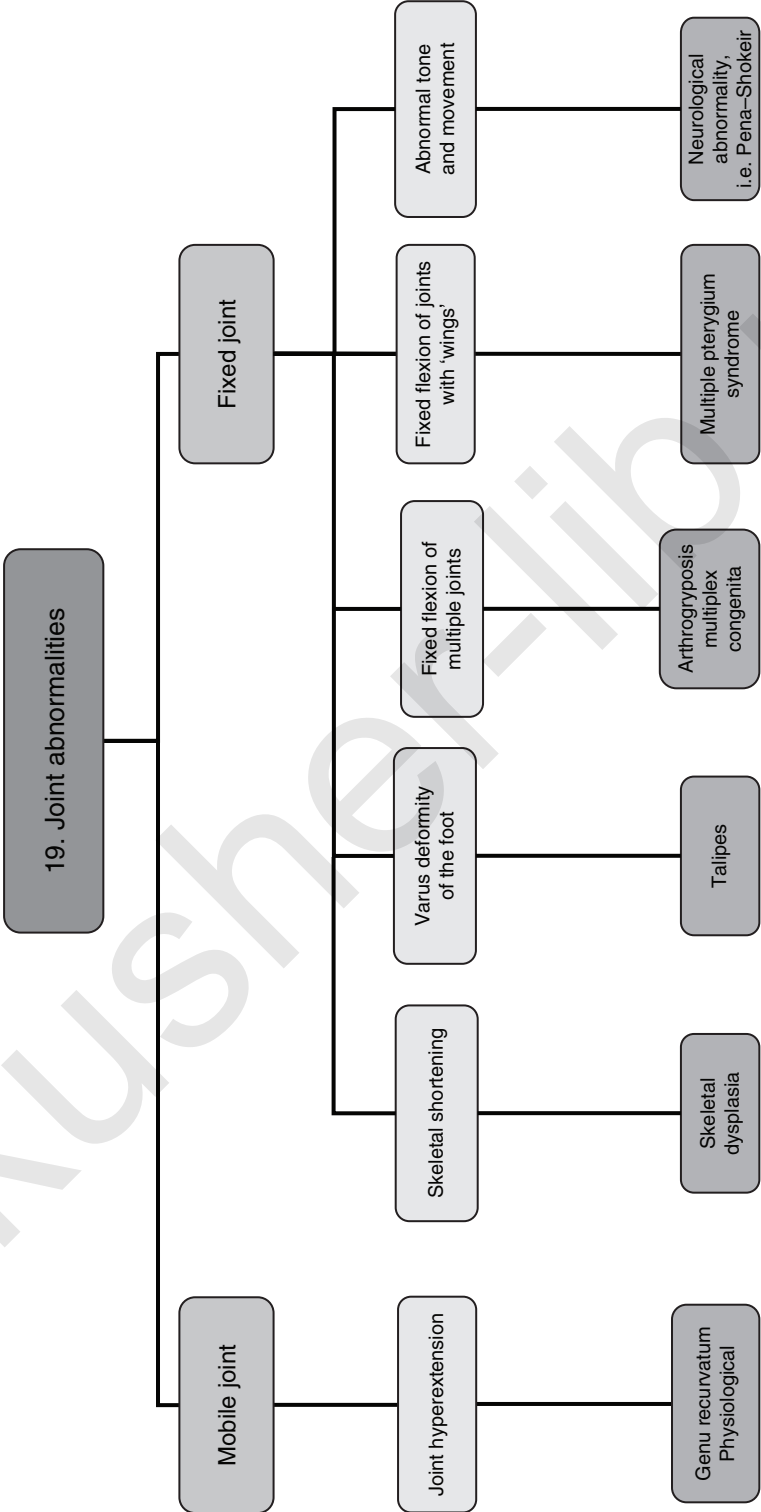 19. Joint abnormalities
Mobile joint
Fixed joint
Joint hyperextension
Skeletal shortening
Varus deformity
of the foot
Fixed flexion of
multiple joints
Fixed flexion of joints
with ‘wings’
Abnormal tone
and movement
Genu recurvatum
Physiological
Skeletal
dysplasia
Talipes
Arthrogryposis
multiplex
congenita
Multiple pterygium
syndrome
Neurological
abnormality,
i.e. Pena–Shokeir
kusher-lib.